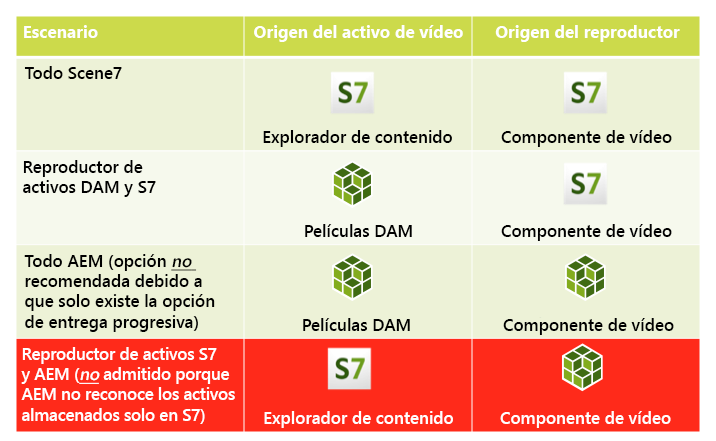 Escenario
Origen del activo de vídeo
Origen del reproductor
Todo Scene7
S7
Explorador de contenido
S7
Componente de vídeo
Reproductor de
activos DAM y S7
Películas DAM
S7
Componente de vídeo
Todo AEM (opción no
recomendada debido a
que solo existe la opción
de entrega progresiva)
Películas DAM
Componente de vídeo
Reproductor de activos S7
y AEM (no admitido porque
AEM no reconoce los activos
almacenados solo en S7)
S7
Explorador de contenido
Componente de vídeo